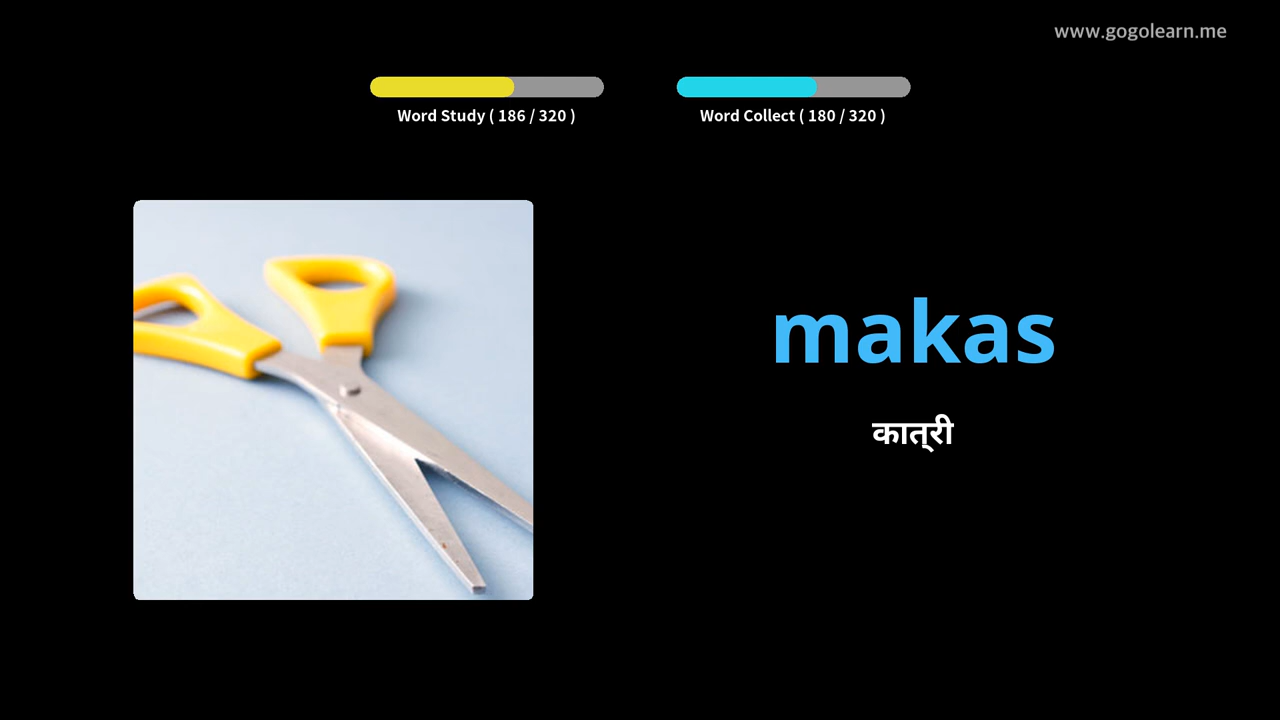 www.gogolearn.me
Word Study ( 186 / 320 )
Word Collect ( 180 / 320 )
makas
कात्री